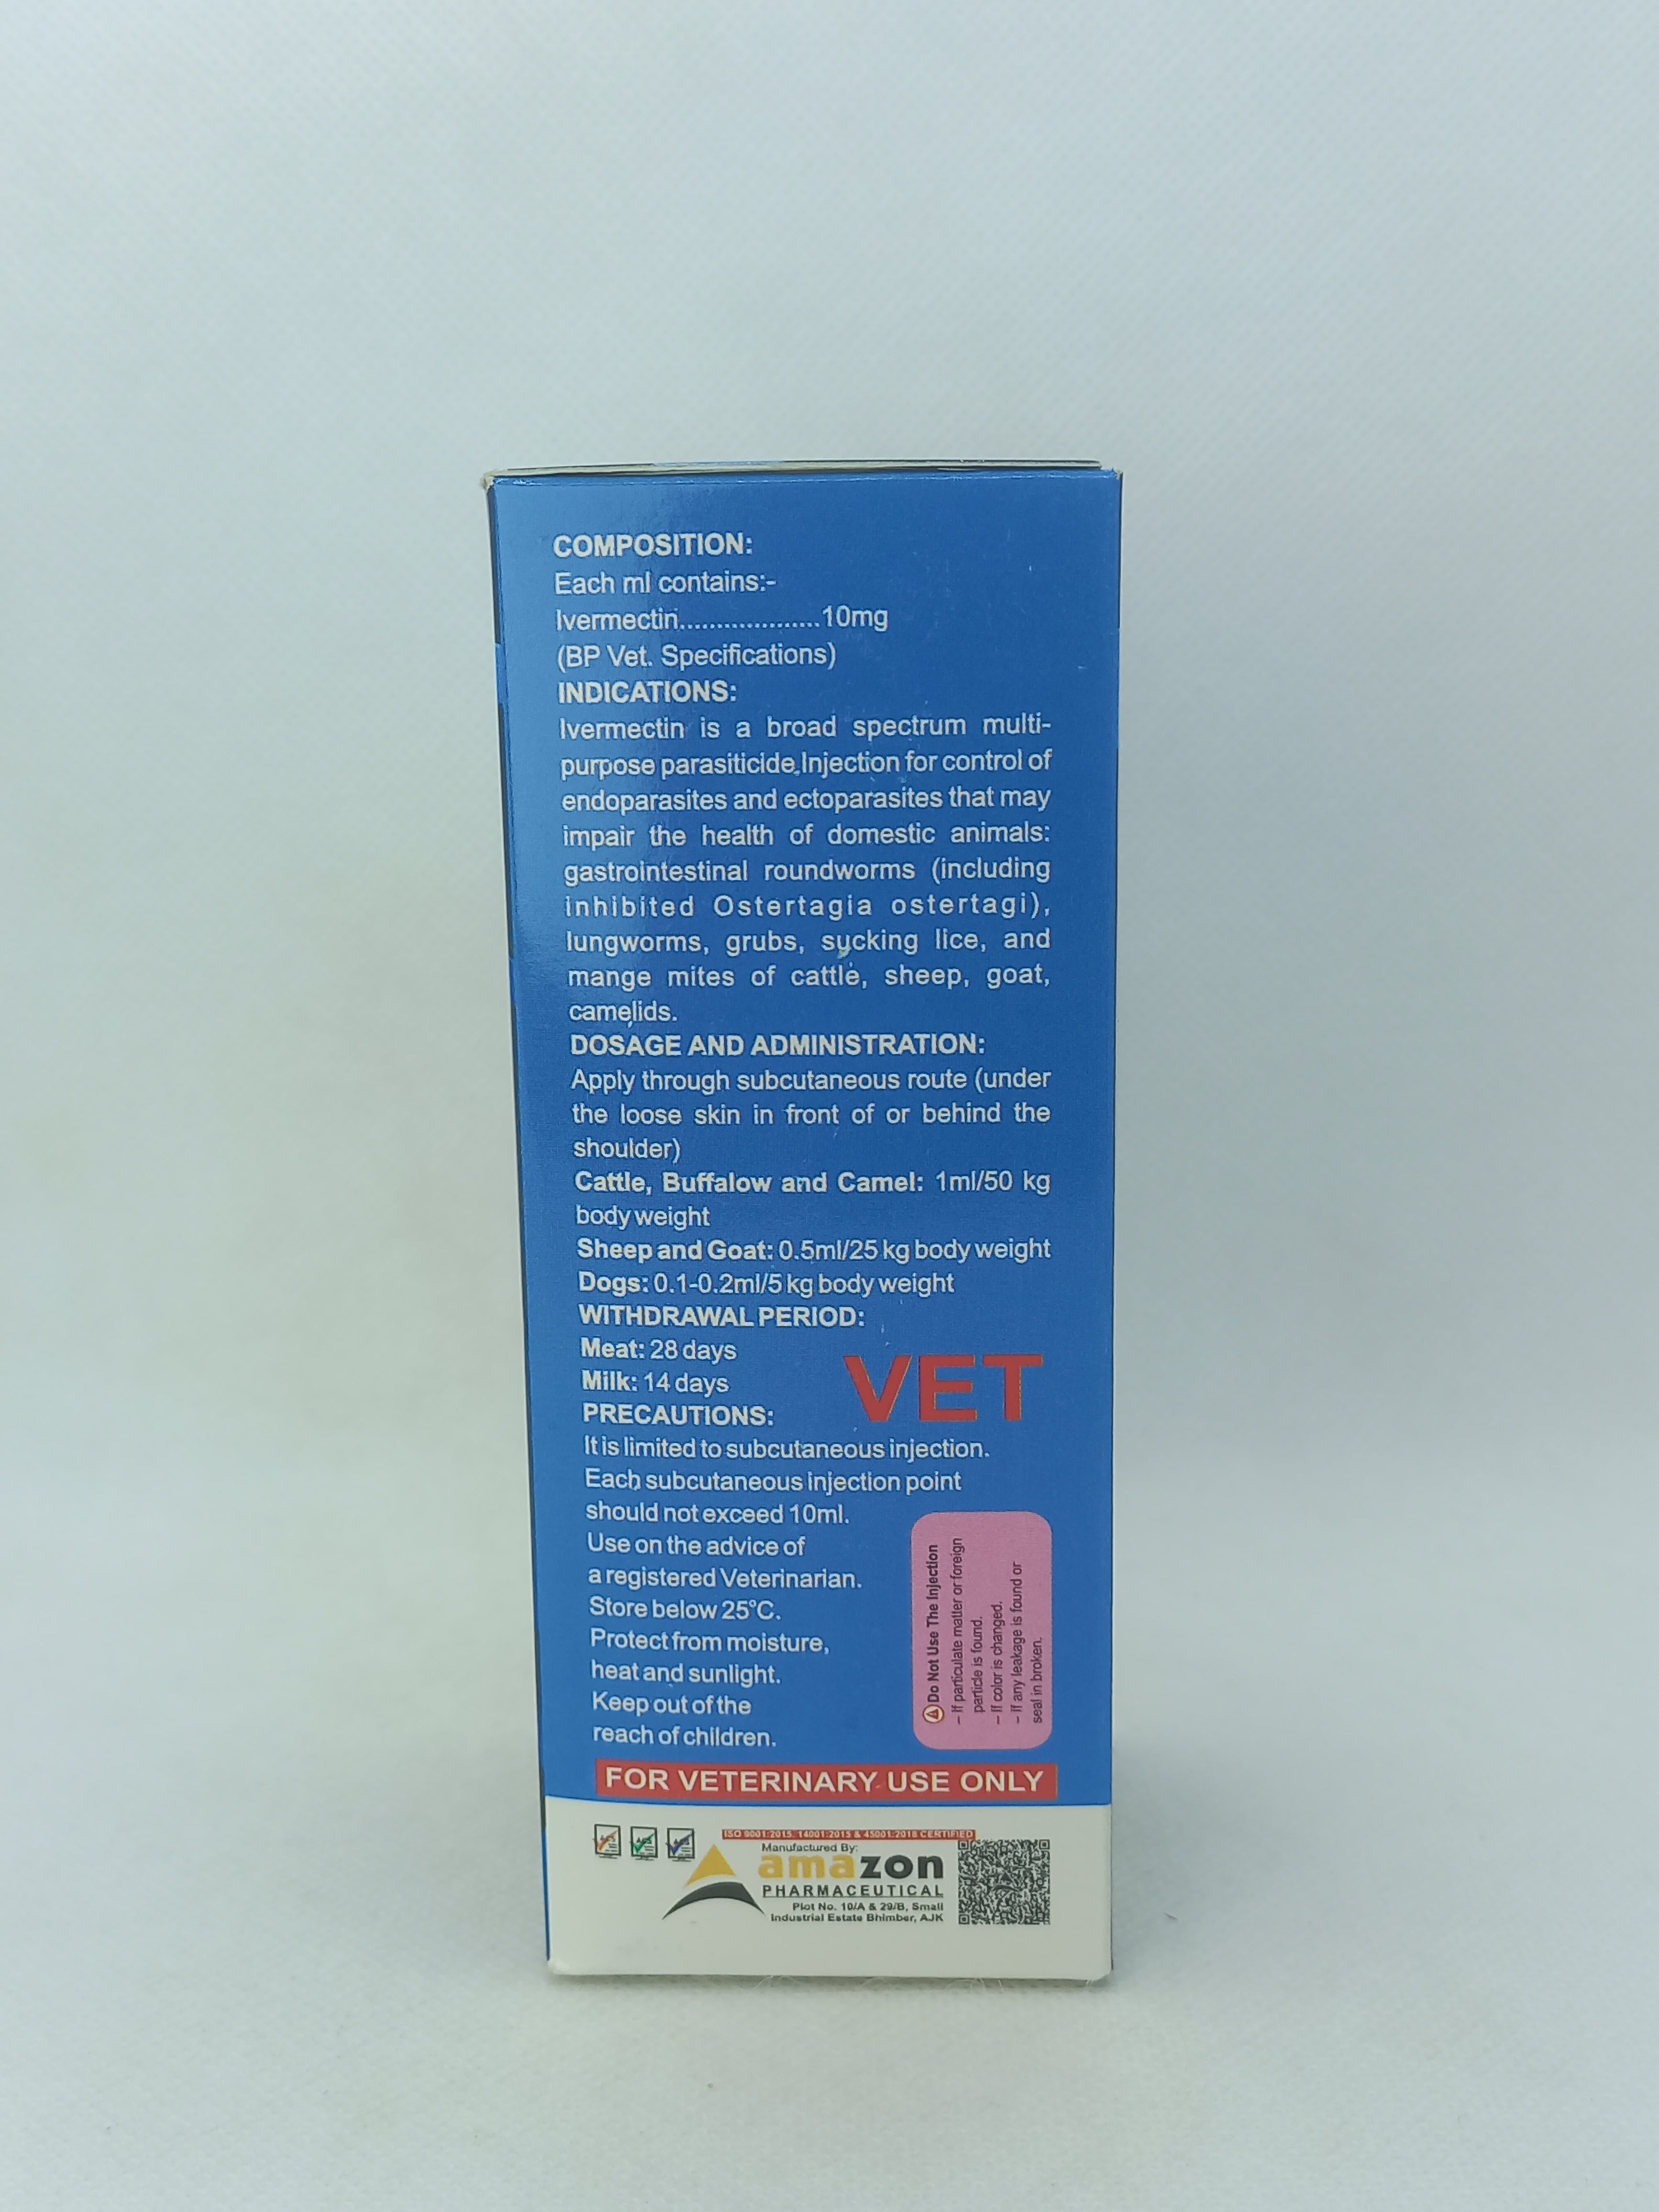 COMPOSITION:
Each ml contains:-
Ivermectin...................10mg
(BP Vet. Specifications)
INDICATIONS:
Ivermectin is a broad spectrum multi-
purpose parasiticide.Injection for control of
endoparasites and ectoparasites that may
impair the health of domestic animals:
gastrointestinal roundworms (including
inhibited Ostertagia ostertagi),
lungworms, grubs, sucking lice, and
mange mites of cattle, sheep, goat,
camelids.
DOSAGE AND ADMINISTRATION:
Apply through subcutaneous route (under
the loose skin in front of or behind the
shoulder)
Cattle, Buffalow and Camel: 1ml/50 kg
body weight
Sheep and Goat: 0.5ml/25 kg body weight
Dogs: 0.1-0.2ml/5 kg body weight
WITHDRAWAL PERIOD:
Meat: 28 days
Milk: 14 days
VET
PRECAUTIONS:
It is limited to subcutaneous injection.
Each subcutaneous injection point
should not exceed 10ml.
Use on the advice of
a registered Veterinarian.
Store below 25°C.
Protect from moisture,
heat and sunlight.
Keep out of the
reach of children.
Do Not Use The Injection
– If particulate matter or foreign
particle is found.
– If color is changed.
– If any leakage is found or
seal in broken.
FOR VETERINARY USE ONLY
ISO 9001:2015, 14001:2015 & 45001:2018 CERTIFIED
Manufactured By:
amazon
PHARMACEUTICAL
Plot No. 10/A & 29/B, Small
Industrial Estate Bhimber, AJK